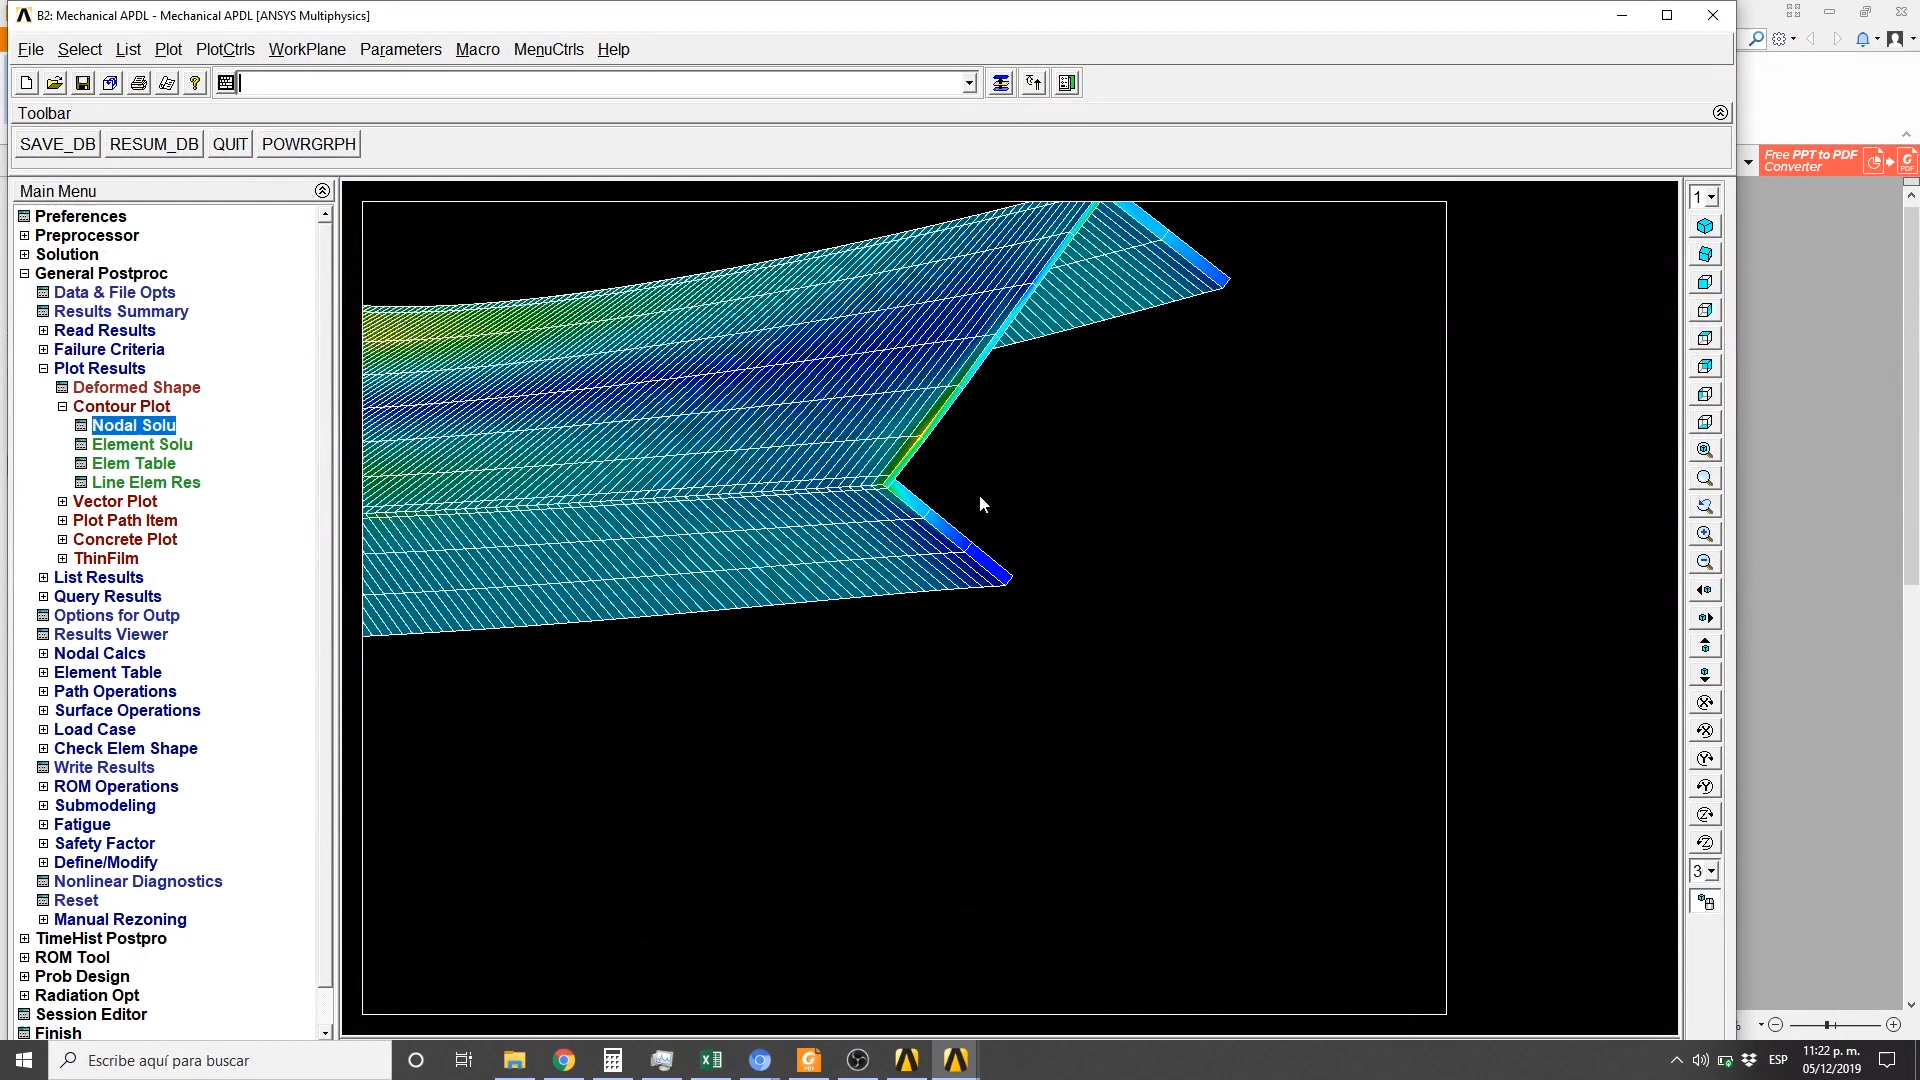 B2: Mechanical APDL - Mechanical APDL [ANSYS Multiphysics]
File Select List Plot PlotCtrls WorkPlane Parameters Macro MenuCtrls Help
Toolbar
SAVE_DB RESUM_DB QUIT POWRGRPH
Free PPT to PDF
Converter
Main Menu
Preferences
Preprocessor
Solution
General Postproc
Data & File Opts
Results Summary
Read Results
Failure Criteria
Plot Results
Deformed Shape
Contour Plot
Nodal Solu
Element Solu
Elem Table
Line Elem Res
Vector Plot
Plot Path Item
Concrete Plot
ThinFilm
List Results
Query Results
Options for Outp
Results Viewer
Nodal Calcs
Element Table
Path Operations
Surface Operations
Load Case
Check Elem Shape
Write Results
ROM Operations
Submodeling
Fatigue
Safety Factor
Define/Modify
Nonlinear Diagnostics
Reset
Manual Rezoning
TimeHist Postpro
ROM Tool
Prob Design
Radiation Opt
Session Editor
Finish
1
3
Escribe aquí para buscar
ESP
11:22 p. m.
05/12/2019